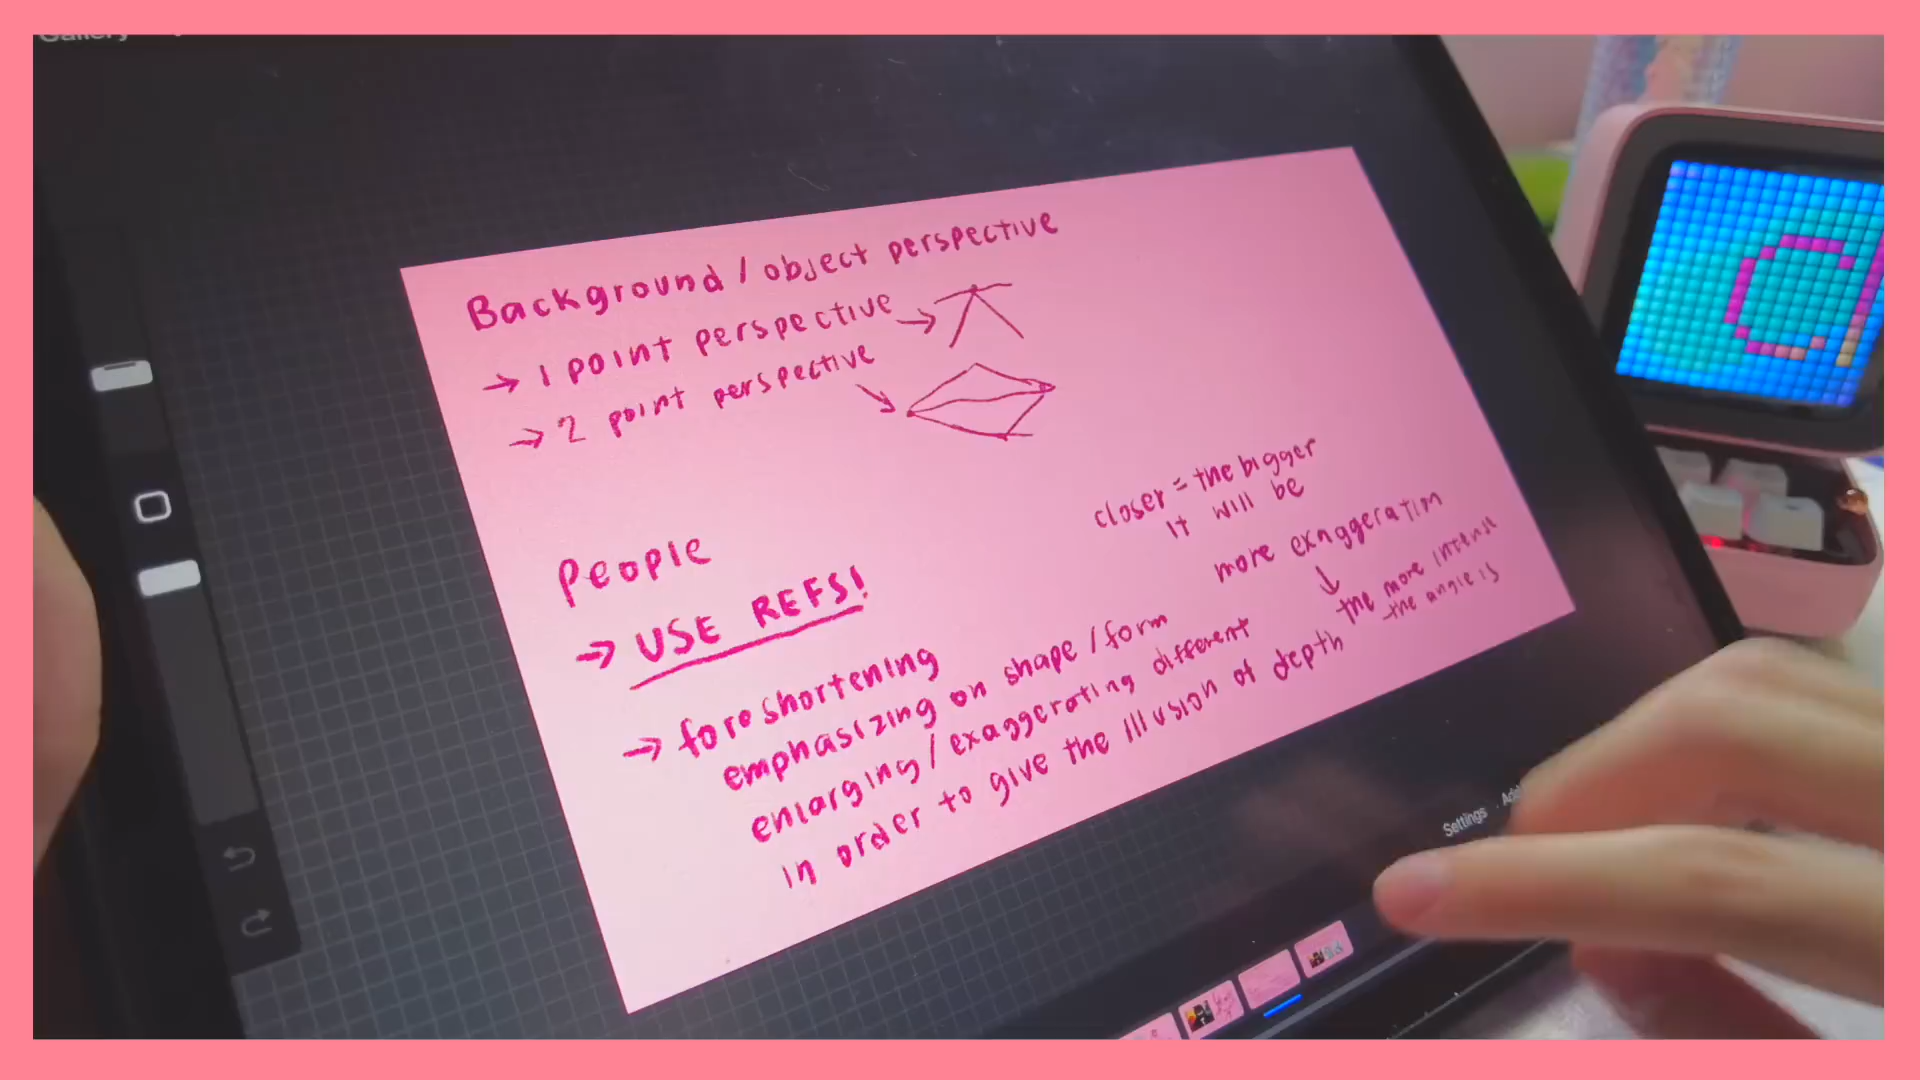 Gallery
Background / object perspective
→ 1 point perspective →
→ 2 point perspective
closer = the bigger
it will be
more exaggeration
↓
the more intense
the angle is
People
→ USE REFS!
→ foreshortening
emphasizing on shape / form
enlarging / exaggerating different
in order to give the illusion of depth
Settings